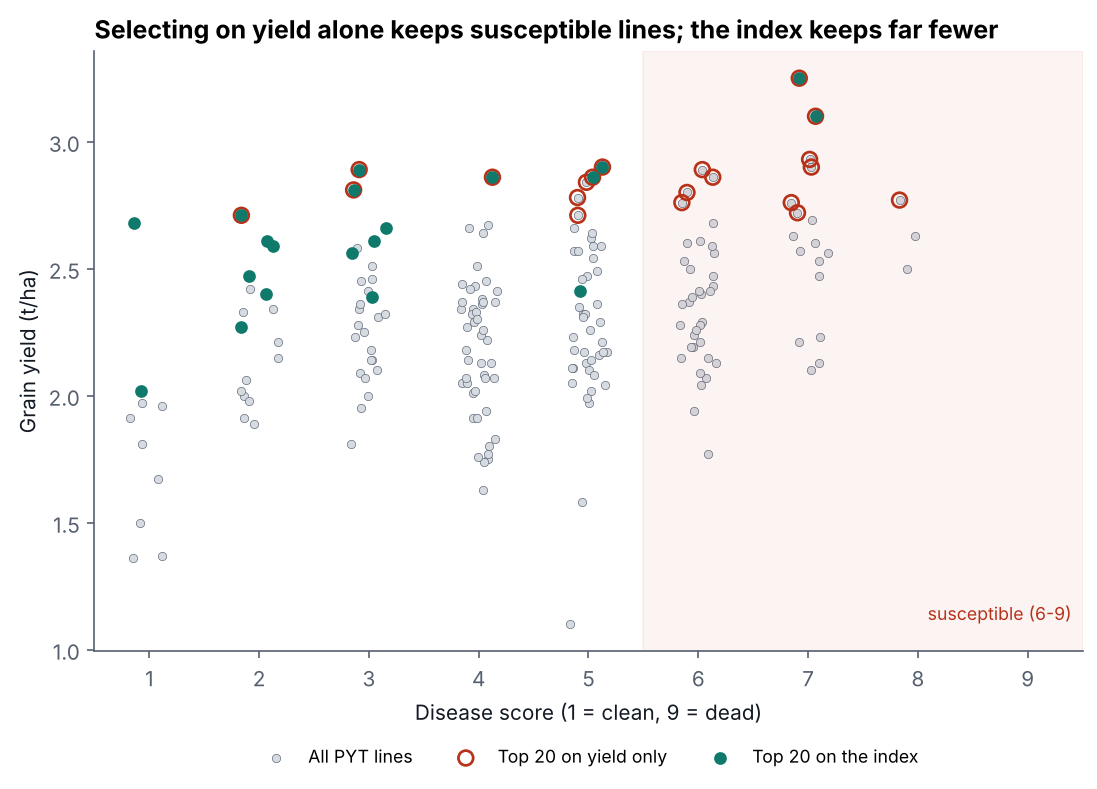 Selecting on yield alone keeps susceptible lines; the index keeps far fewer
Grain yield (t/ha)
3.0
2.5
2.0
1.5
1.0
susceptible (6-9)
1 2 3 4 5 6 7 8 9
Disease score (1 = clean, 9 = dead)
All PYT lines Top 20 on yield only Top 20 on the index